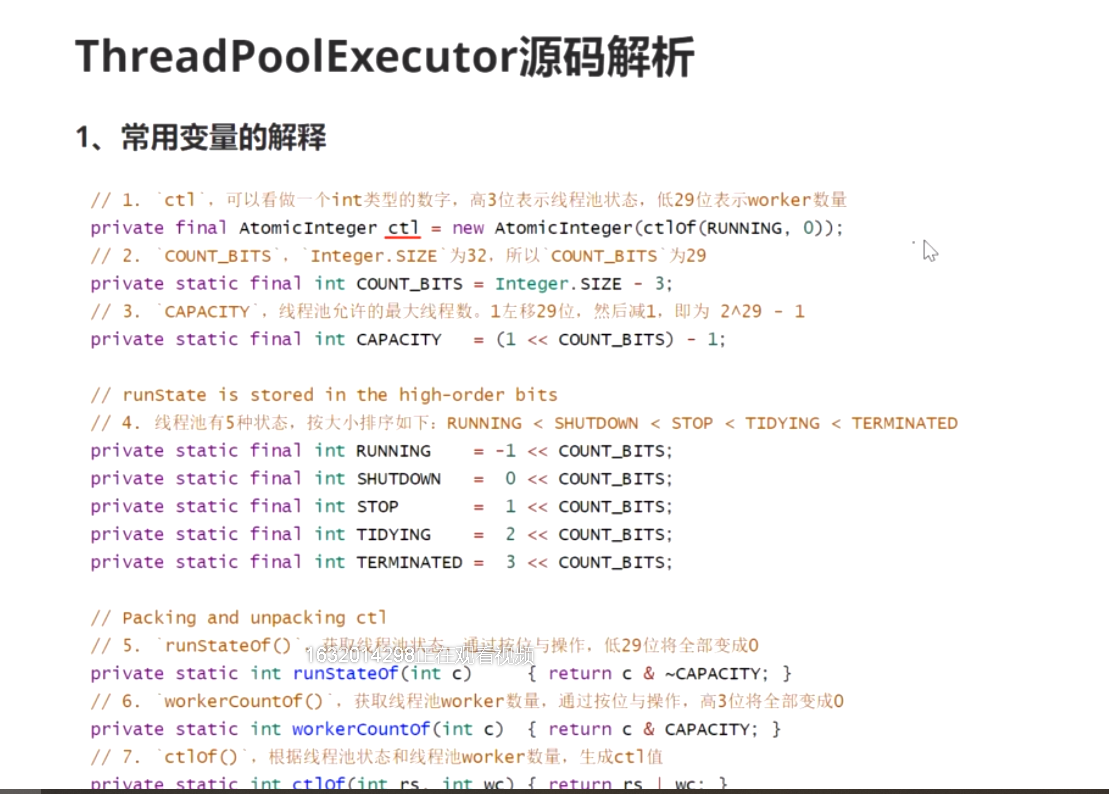 ThreadPoolExecutor源码解析
1、常用变量的解释
// 1. `ctl`，可以看做一个int类型的数字，高3位表示线程池状态，低29位表示worker数量
private final AtomicInteger ctl = new AtomicInteger(ctlOf(RUNNING, 0));
// 2. `COUNT_BITS`，`Integer.SIZE`为32，所以`COUNT_BITS`为29
private static final int COUNT_BITS = Integer.SIZE - 3;
// 3. `CAPACITY`，线程池允许的最大线程数。1左移29位，然后减1，即为 2^29 - 1
private static final int CAPACITY   = (1 << COUNT_BITS) - 1;
// runState is stored in the high-order bits
// 4. 线程池有5种状态，按大小排序如下：RUNNING < SHUTDOWN < STOP < TIDYING < TERMINATED
private static final int RUNNING    = -1 << COUNT_BITS;
private static final int SHUTDOWN   =  0 << COUNT_BITS;
private static final int STOP       =  1 << COUNT_BITS;
private static final int TIDYING    =  2 << COUNT_BITS;
private static final int TERMINATED =  3 << COUNT_BITS;
// Packing and unpacking ctl
// 5. `runStateOf()`，获取线程池状态，通过按位与操作，低29位将全部变成0
1632014298正在观看视频
private static int runStateOf(int c)     { return c & ~CAPACITY; }
// 6. `workerCountOf()`，获取线程池worker数量，通过按位与操作，高3位将全部变成0
private static int workerCountOf(int c)  { return c & CAPACITY; }
// 7. `ctlOf()`，根据线程池状态和线程池worker数量，生成ctl值
private static int ctlOf(int rs, int wc) { return rs | wc; }